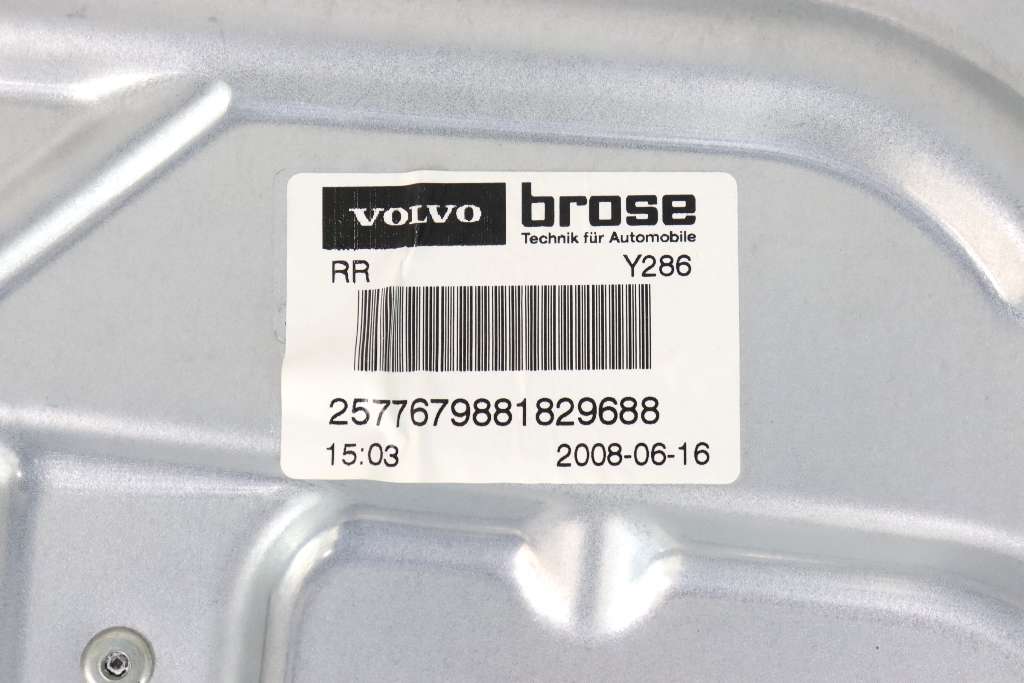 VOLVO brose
Technik für Automobile
RR Y286
2577679881829688
15:03 2008-06-16